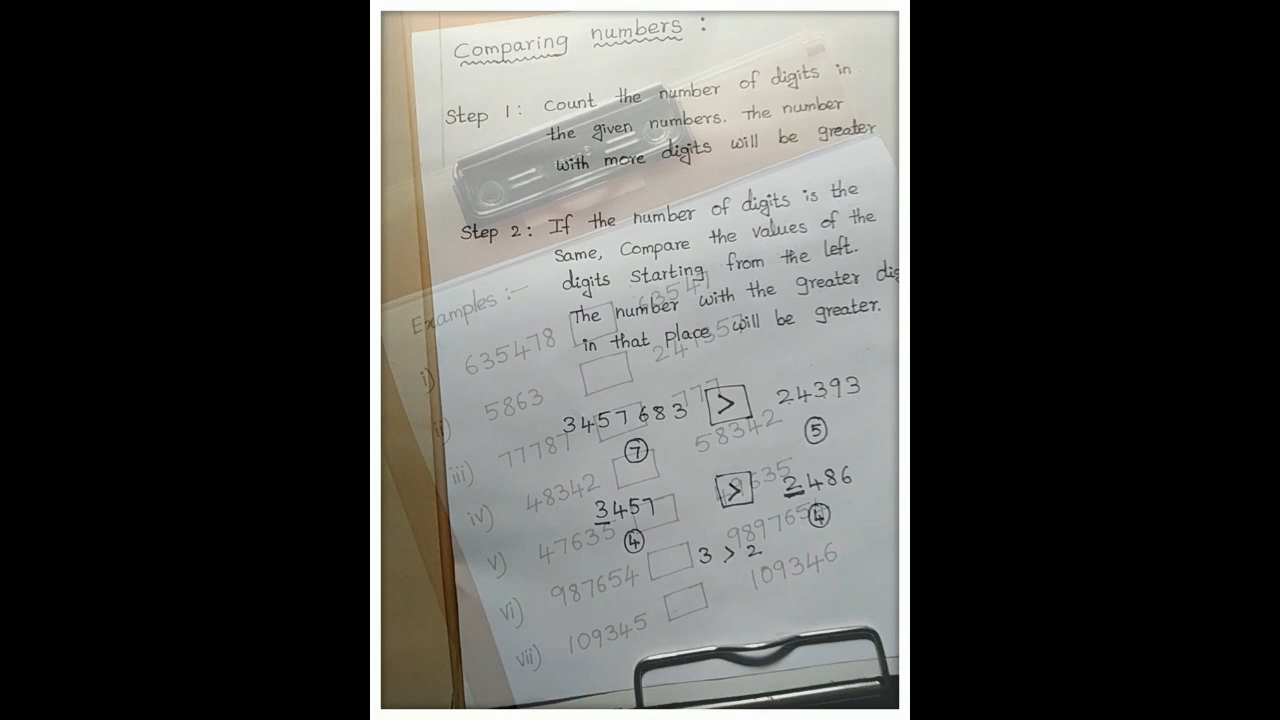 Comparing numbers :
Step 1: Count the number of digits in
the given numbers. The number
with more digits will be greater
Step 2: If the number of digits is the
Same, Compare the values of the
digits starting from the left.
The number with the greater dig
in that place will be greater.
3457683 > 24393
7 5
3457 > 2486
4 4
3 > 2
Examples :-
i) 635478 63547
ii) 5863
iii) 77787 777
iv) 48342 58342
v) 47635 49635
vi) 987654
vii) 109345 109346